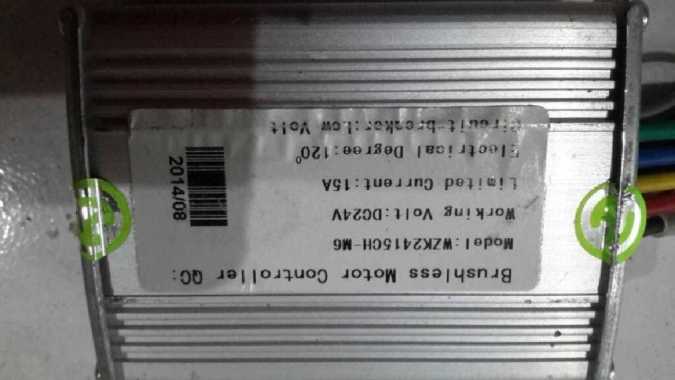 Brushless Motor Controller QC:
Model:WZK2415CH-M6
Working Volt:DC24V
Limited Current:15A
Electrical Degree:120°
Circuit-breaker:Low Volt
2014/08